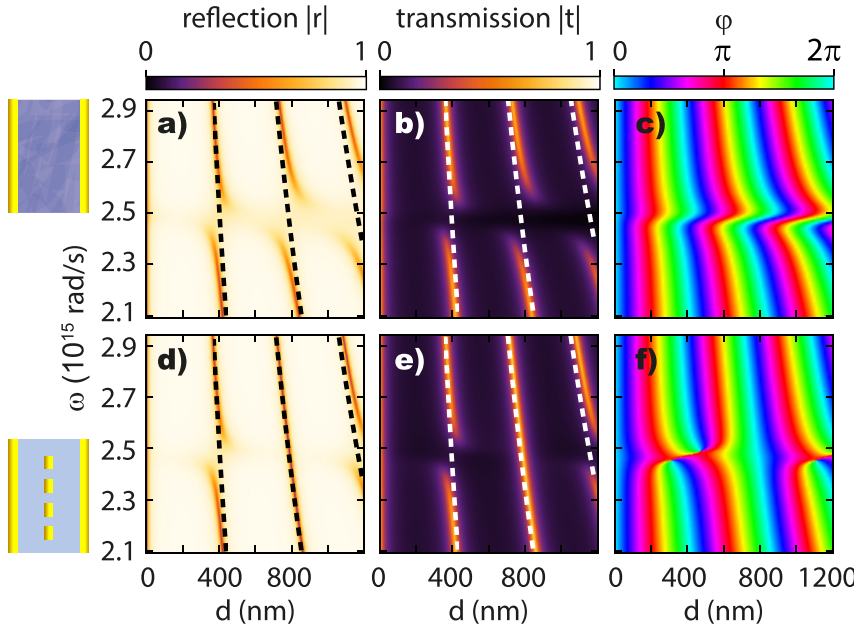 reflection |r| transmission |t| φ
0 1 0 1 0 π 2π
a) b) c)
2.9
2.7
2.5
2.3
2.1
ω (10¹⁵ rad/s)
d) e) f)
2.9
2.7
2.5
2.3
2.1
0 400 800 0 400 800 0 400 800 1200
d (nm) d (nm) d (nm)